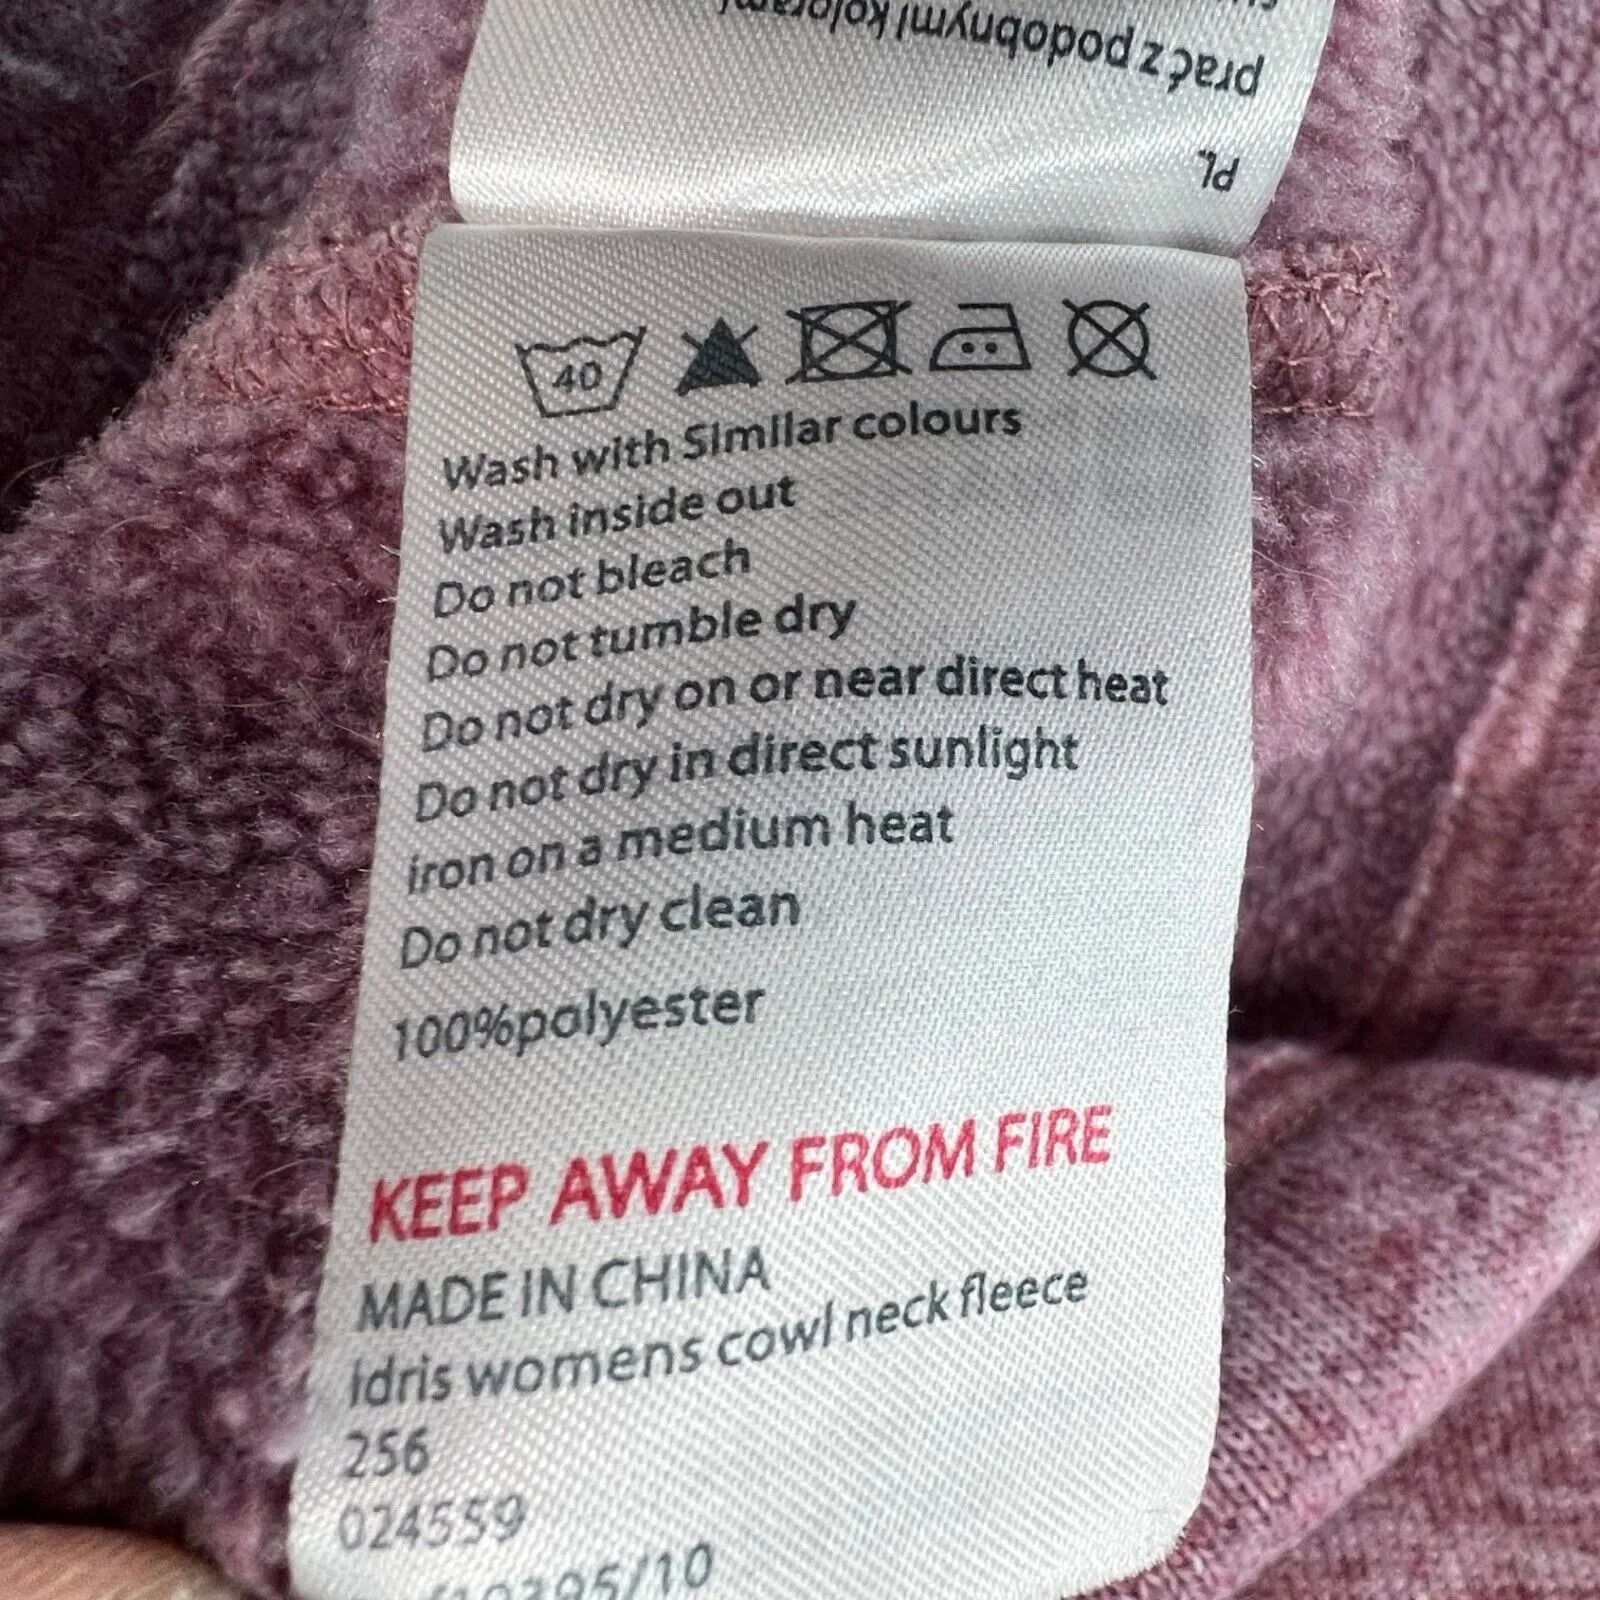 prać z podobnymi kolorami
PL
40
Wash with Similar colours
Wash inside out
Do not bleach
Do not tumble dry
Do not dry on or near direct heat
Do not dry in direct sunlight
iron on a medium heat
Do not dry clean
100%polyester
KEEP AWAY FROM FIRE
MADE IN CHINA
Idris womens cowl neck fleece
256
024559